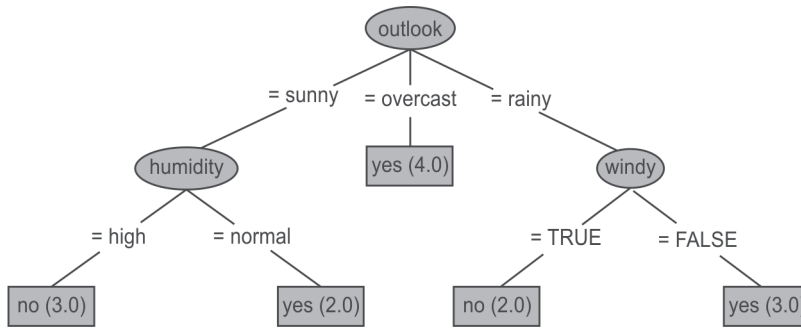 outlook
= sunny
= overcast
= rainy
humidity
yes (4.0)
windy
= high
= normal
= TRUE
= FALSE
no (3.0)
yes (2.0)
no (2.0)
yes (3.0